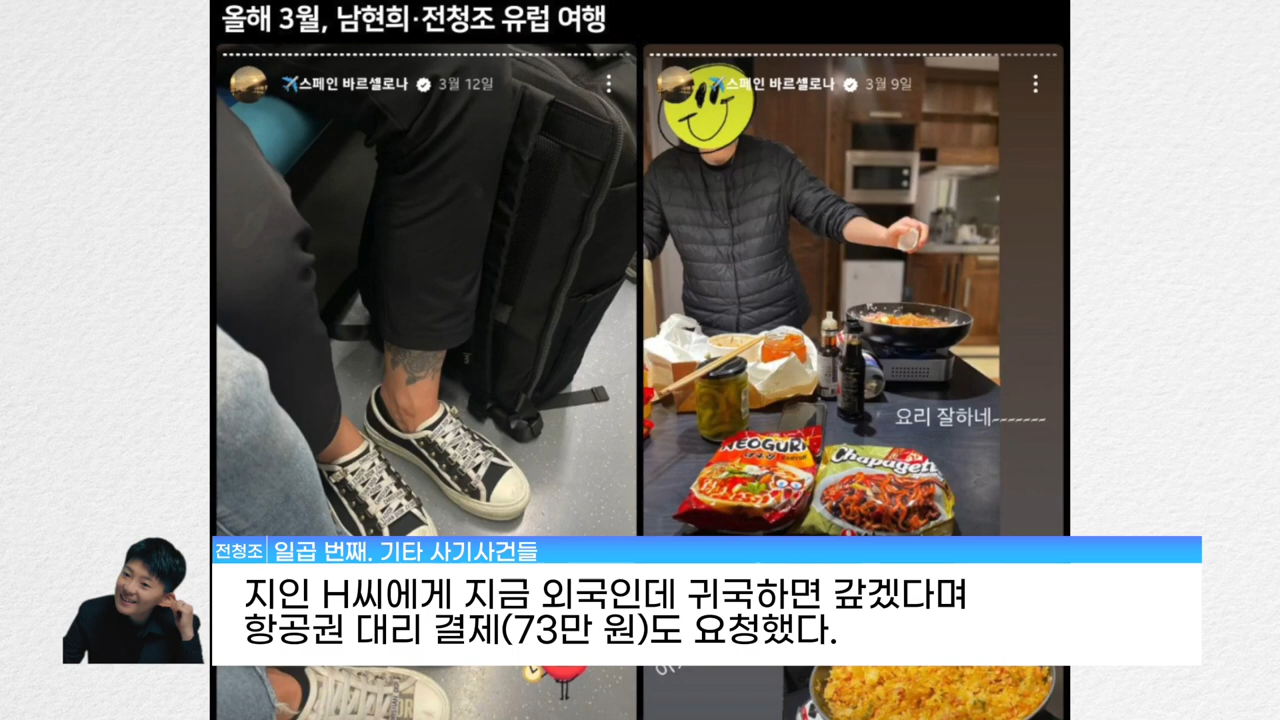 올해 3월, 남현희·전청조 유럽 여행
✈️스페인 바르셀로나 3월 12일
✈️스페인 바르셀로나 3월 9일
요리 잘하네~~~~~~~
NEOGURI
너구리
Chapagetti
전청조 일곱 번째. 기타 사기사건들
지인 H씨에게 지금 외국인데 귀국하면 갚겠다며
항공권 대리 결제(73만 원)도 요청했다.